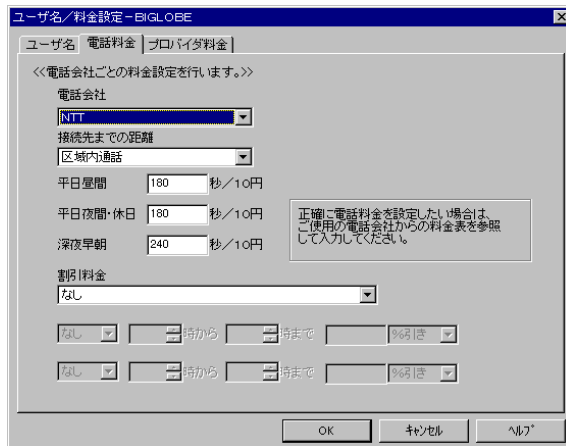 ユーザ名/料金設定-BIGLOBE
ユーザ名 電話料金 プロバイダ料金
<<電話会社ごとの料金設定を行います。>>
電話会社
NTT
接続先までの距離
区域内通話
平日昼間 180 秒/10円
平日夜間・休日 180 秒/10円
深夜早朝 240 秒/10円
正確に電話料金を設定したい場合は、
ご使用の電話会社からの料金表を参照
して入力してください。
割引料金
なし
なし 時から 時まで %引き
なし 時から 時まで %引き
OK キャンセル ヘルプ